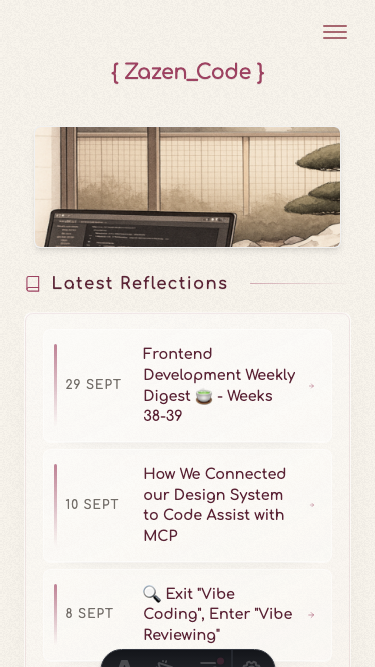 { Zazen_Code }
Latest Reflections
29 SEPT
Frontend
Development Weekly
Digest 🍵 - Weeks
38-39
10 SEPT
How We Connected
our Design System
to Code Assist with
MCP
8 SEPT
🔍 Exit "Vibe
Coding", Enter "Vibe
Reviewing"